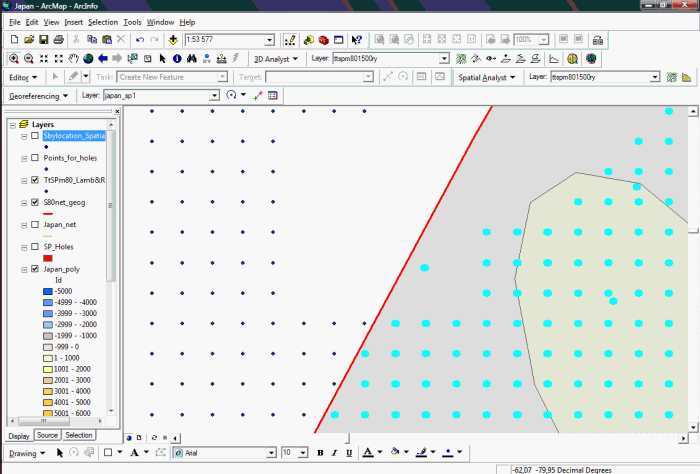 Japan - ArcMap - ArcInfo
File Edit View Insert Selection Tools Window Help
1:53 577 100%
3D Analyst Layer: ttspm801500ry
Editor Task: Create New Feature Target: Spatial Analyst Layer: ttspm801500ry
Georeferencing Layer: japan_sp1
Layers
Sbylocation_Spatia
Points_for_holes
TtSPm80_Lamb&R
S80net_geog
Japan_net
SP_Holes
Japan_poly
Id
-5000
-4999 - -4000
-3999 - -3000
-2999 - -2000
-1999 - -1000
-999 - 0
1 - 1000
1001 - 2000
2001 - 3000
3001 - 4000
4001 - 5000
5001 - 6000
Display Source Selection
Drawing Arial 10 B I U A A
-62,07 -79,95 Decimal Degrees